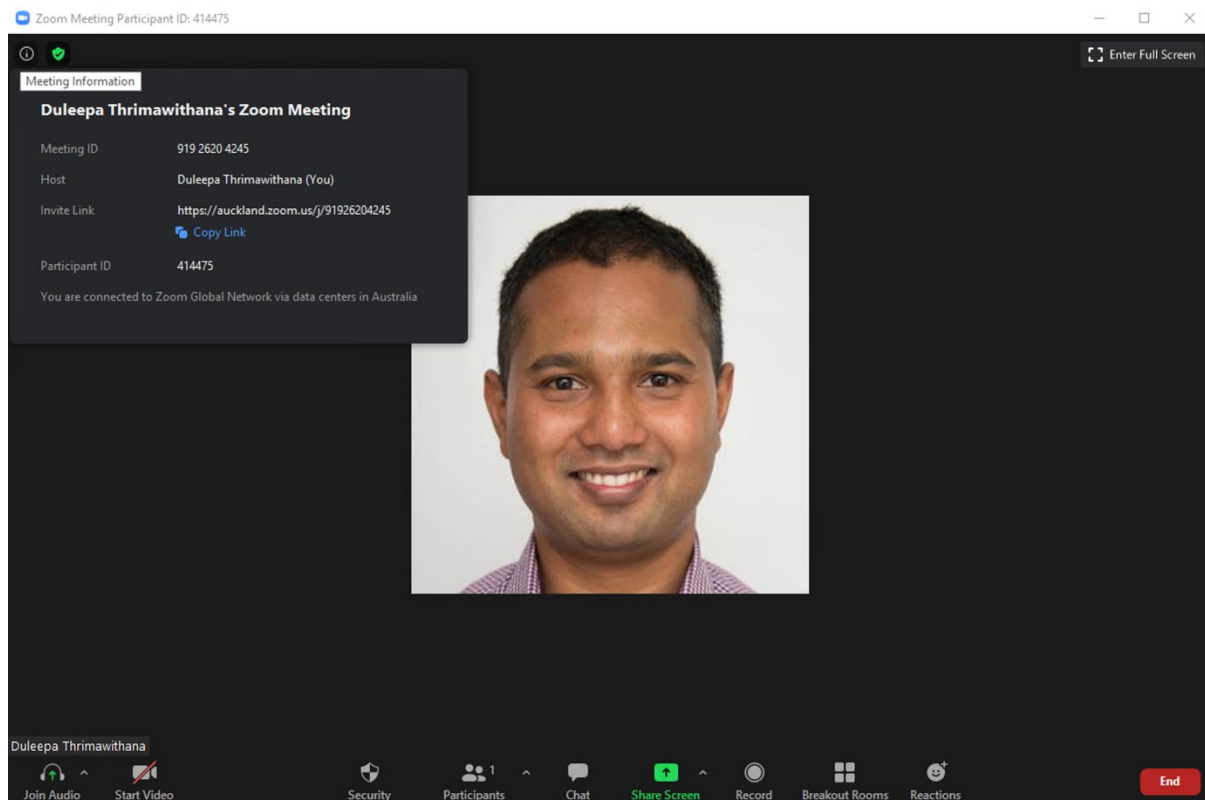 Zoom Meeting Participant ID: 414475
Enter Full Screen
Meeting Information
Duleepa Thrimawithana's Zoom Meeting
Meeting ID 919 2620 4245
Host Duleepa Thrimawithana (You)
Invite Link https://auckland.zoom.us/j/91926204245
Copy Link
Participant ID 414475
You are connected to Zoom Global Network via data centers in Australia
Duleepa Thrimawithana
1
Join Audio Start Video Security Participants Chat Share Screen Record Breakout Rooms Reactions End